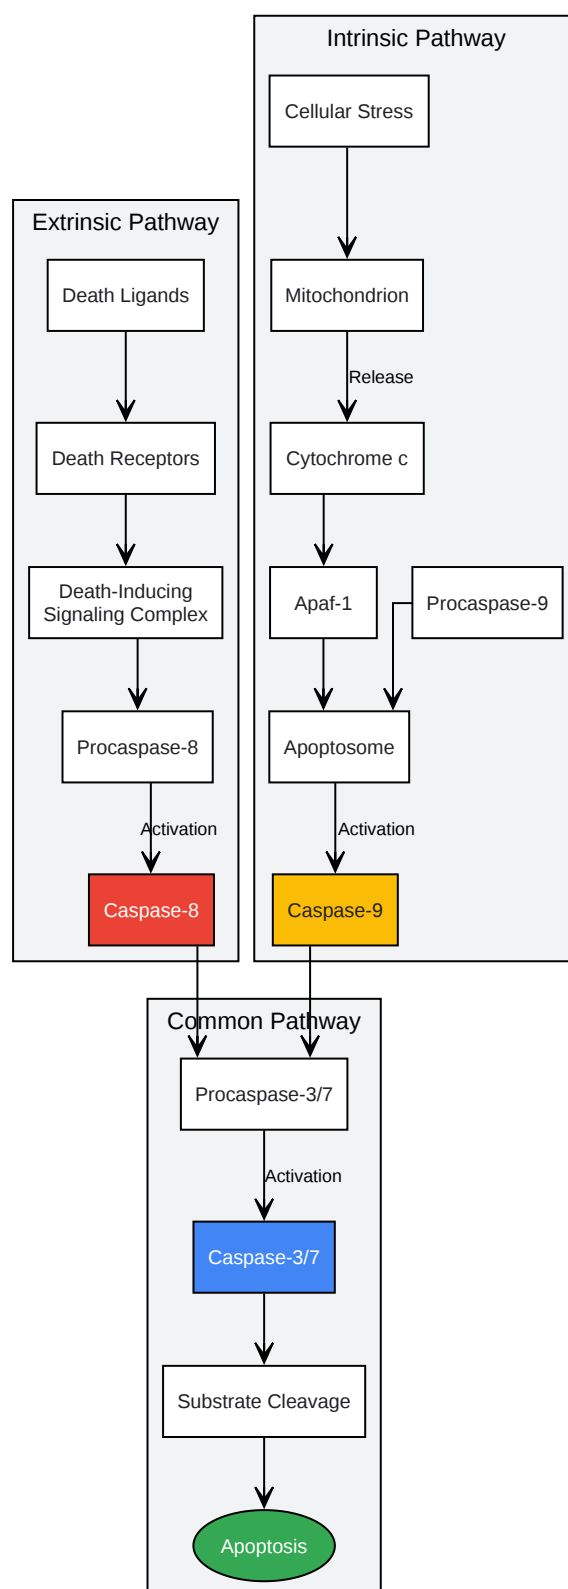 Intrinsic Pathway
Cellular Stress
Extrinsic Pathway
Death Ligands
Mitochondrion
Release
Death Receptors
Cytochrome c
Death-Inducing
Signaling Complex
Apaf-1
Procaspase-9
Procaspase-8
Apoptosome
Activation
Activation
Caspase-8
Caspase-9
Common Pathway
Procaspase-3/7
Activation
Caspase-3/7
Substrate Cleavage
Apoptosis